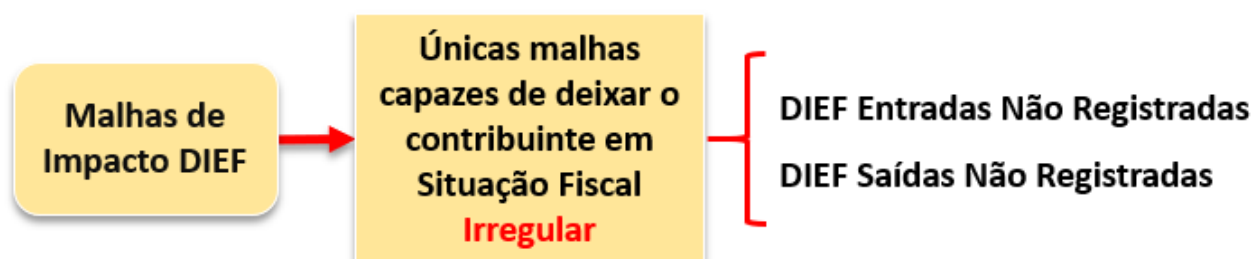 Malhas de
Impacto DIEF
Únicas malhas
capazes de deixar o
contribuinte em
Situação Fiscal
Irregular
DIEF Entradas Não Registradas
DIEF Saídas Não Registradas